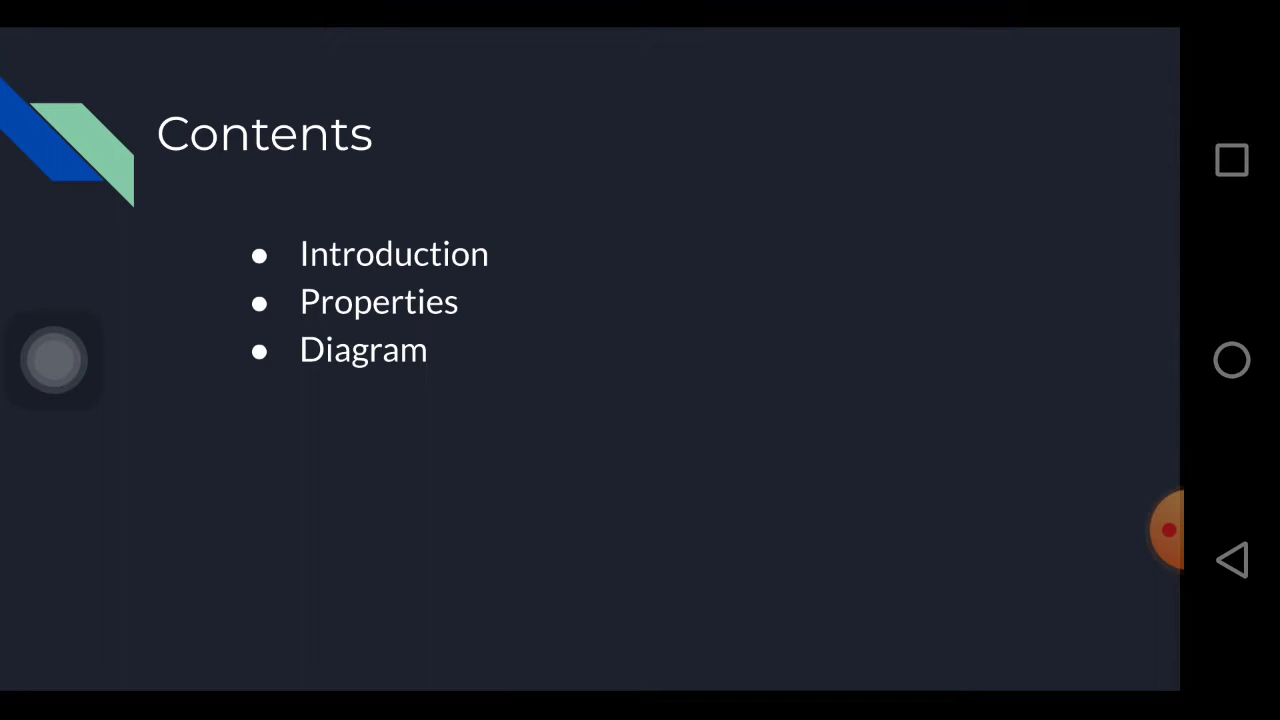 Contents
● Introduction
● Properties
● Diagram